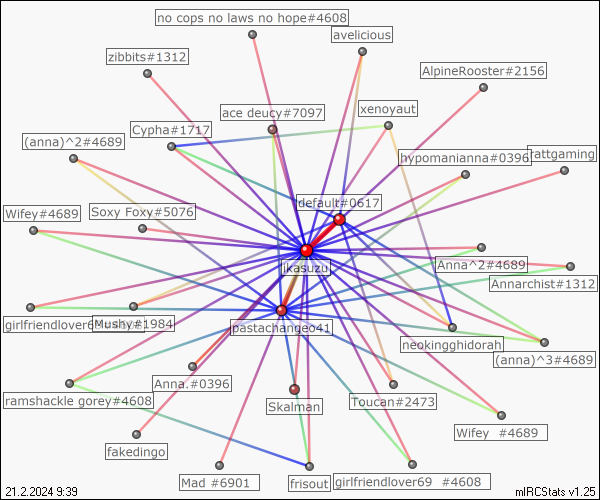 no cops no laws no hope#4608
avelicious
zibbits#1312
AlpineRooster#2156
ace deucy#7097
xenoyaut
Cypha#1717
(anna)^2#4689
hypomanianna#0396
rattgaming
default#0617
Wifey#4689
Soxy Foxy#5076
ikasuzu
Anna^2#4689
Annarchist#1312
girlfriendlover69
Mushy#1984
pastachangeo41
neokingghidorah
(anna)^3#4689
Anna.#0396
ramshackle gorey#4608
Skalman
Toucan#2473
Wifey #4689
fakedingo
Mad #6901
frisout
girlfriendlover69 #4608
21.2.2024 9:39
mIRCStats v1.25